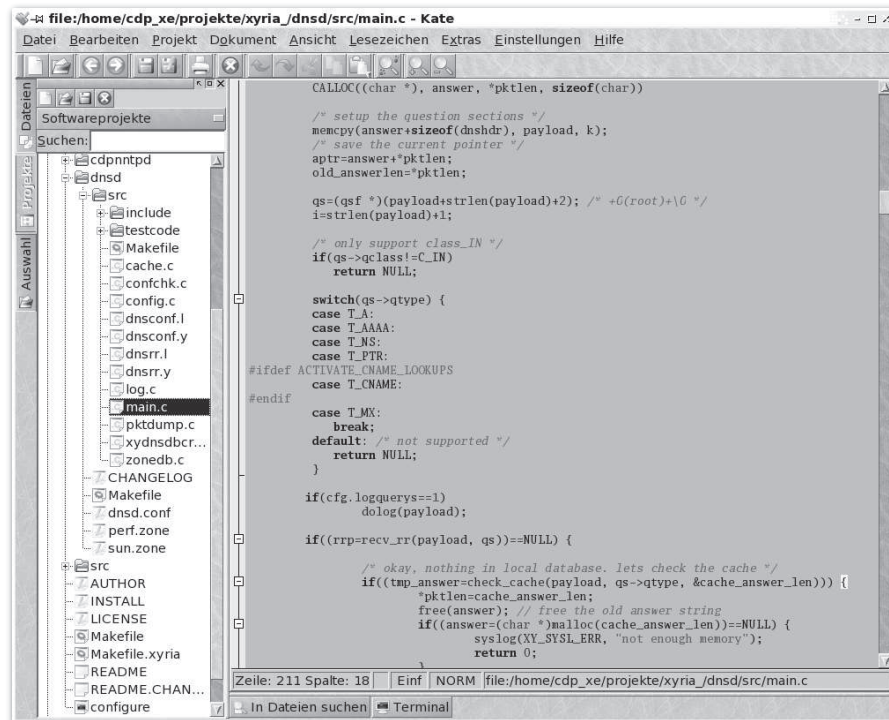 file:/home/cdp_xe/projekte/xyria_/dnsd/src/main.c - Kate
Datei Bearbeiten Projekt Dokument Ansicht Lesezeichen Extras Einstellungen Hilfe
Dateien
Projekte
Auswahl
Softwareprojekte
Suchen:
cdpnntpd
dnsd
src
include
testcode
Makefile
cache.c
confchk.c
config.c
dnsconf.l
dnsconf.y
dnsrr.l
dnsrr.y
log.c
main.c
pktdump.c
xydnsdbcr...
zonedb.c
CHANGELOG
Makefile
dnsd.conf
perf.zone
sun.zone
src
AUTHOR
INSTALL
LICENSE
Makefile
Makefile.xyria
README
README.CHAN...
configure
CALLOC((char *), answer, *pktlen, sizeof(char))
/* setup the question sections */
memcpy(answer+sizeof(dnshdr), payload, k);
/* save the current pointer */
aptr=answer+*pktlen;
old_answerlen=*pktlen;
qs=(qsf *)(payload+strlen(payload)+2); /* +0(root)+\0 */
i=strlen(payload)+1;
/* only support class_IN */
if(qs->qclass!=C_IN)
return NULL;
switch(qs->qtype) {
case T_A:
case T_AAAA:
case T_NS:
case T_PTR:
#ifdef ACTIVATE_CNAME_LOOKUPS
case T_CNAME:
#endif
case T_MX:
break;
default: /* not supported */
return NULL;
}
if(cfg.logquerys==1)
dolog(payload);
if((rrp=recv_rr(payload, qs))==NULL) {
/* okay, nothing in local database. lets check the cache */
if((tmp_answer=check_cache(payload, qs->qtype, &cache_answer_len))) {
*pktlen=cache_answer_len;
free(answer); // free the old answer string
if((answer=(char *)malloc(cache_answer_len))==NULL) {
syslog(XY_SYSL_ERR, "not enough memory");
return 0;
}
Zeile: 211 Spalte: 18 Einf NORM file:/home/cdp_xe/projekte/xyria_/dnsd/src/main.c
In Dateien suchen Terminal